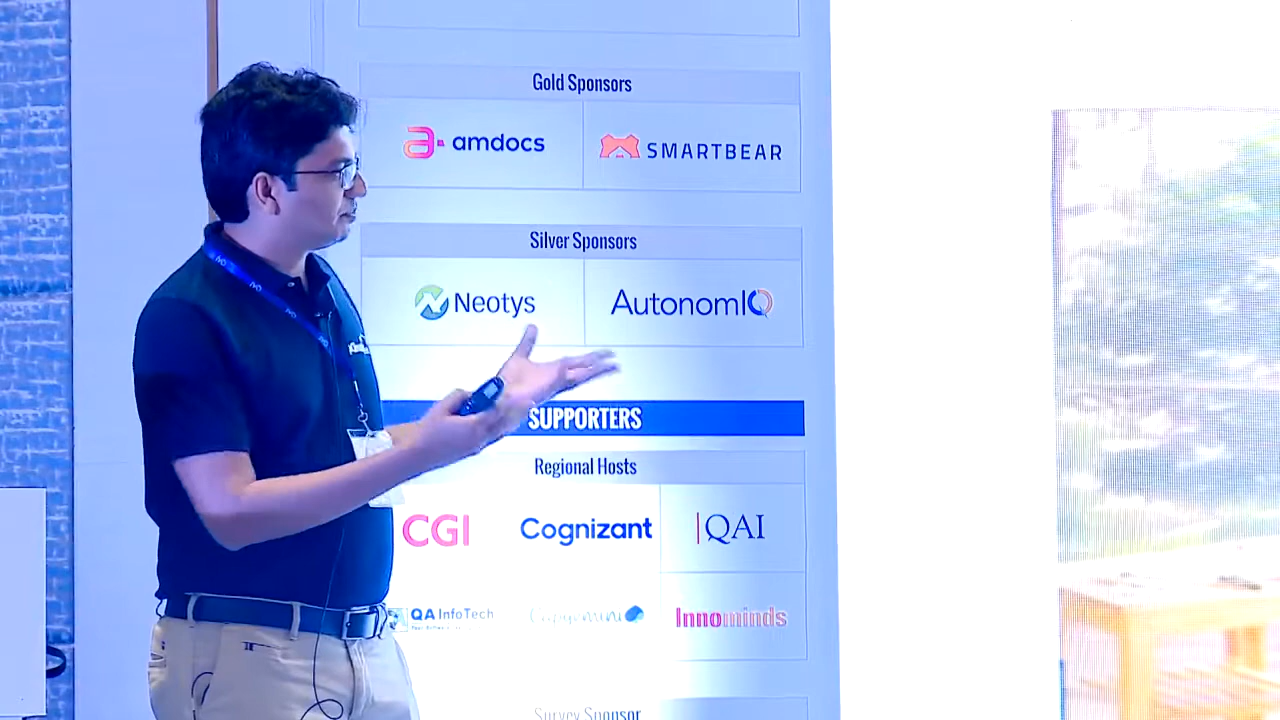 Gold Sponsors
amdocs
SMARTBEAR
Silver Sponsors
Neotys
AutonomIQ
SUPPORTERS
Regional Hosts
CGI
Cognizant
QAI
QA InfoTech
Capgemini
Innominds
Survey Sponsor